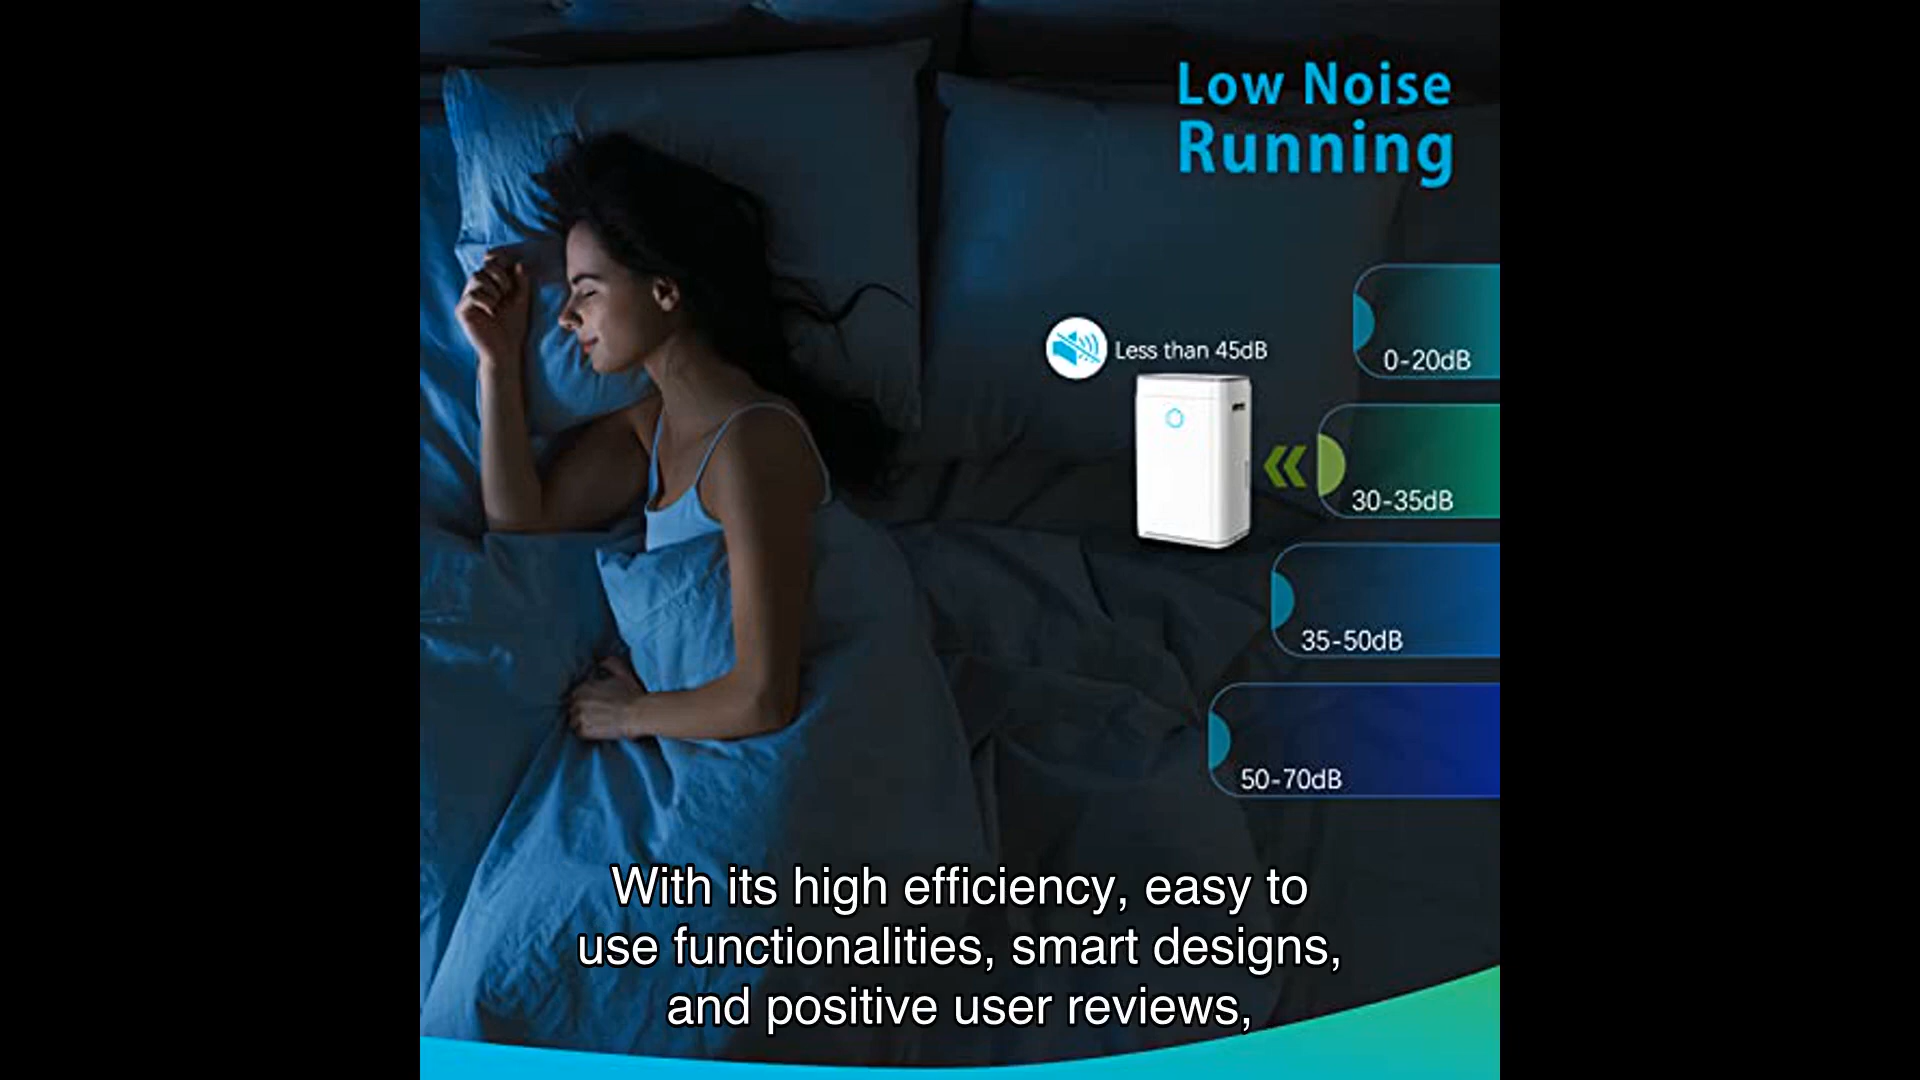 Low Noise
Running
Less than 45dB
0-20dB
30-35dB
35-50dB
50-70dB
With its high efficiency, easy to
use functionalities, smart designs,
and positive user reviews,